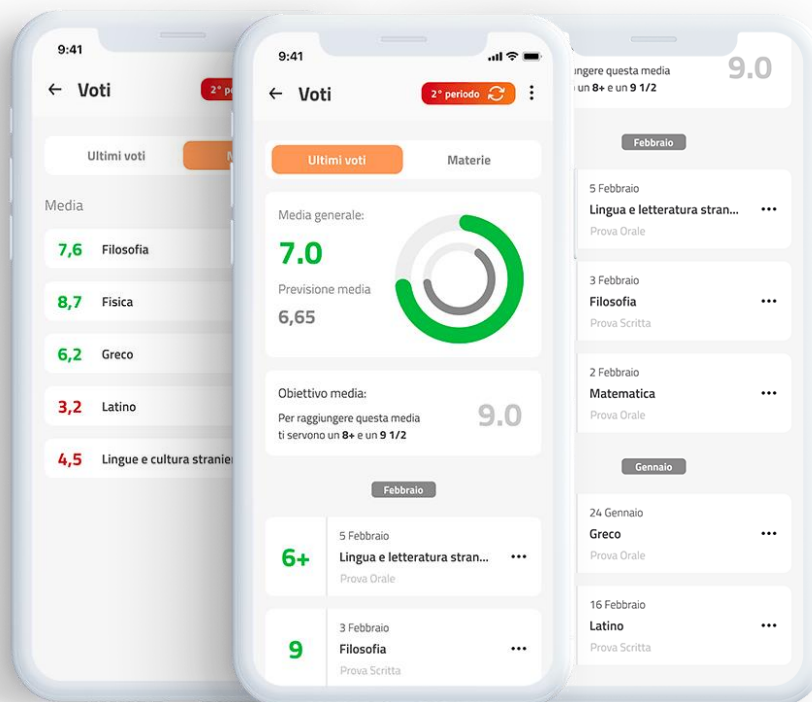 9:41
Voti
2° pe
Ultimi voti
Media
7,6 Filosofia
8,7 Fisica
6,2 Greco
3,2 Latino
4,5 Lingue e cultura stranie
9:41
Voti
2° periodo
Ultimi voti Materie
Media generale:
7.0
Previsione media
6,65
Obiettivo media:
Per raggiungere questa media
ti servono un 8+ e un 9 1/2
9.0
Febbraio
5 Febbraio
6+ Lingua e letteratura stran...
Prova Orale
3 Febbraio
9 Filosofia
Prova Scritta
ungere questa media
un 8+ e un 9 1/2
9.0
Febbraio
5 Febbraio
Lingua e letteratura stran...
Prova Orale
3 Febbraio
Filosofia
Prova Scritta
2 Febbraio
Matematica
Prova Orale
Gennaio
24 Gennaio
Greco
Prova Orale
16 Febbraio
Latino
Prova Scritta